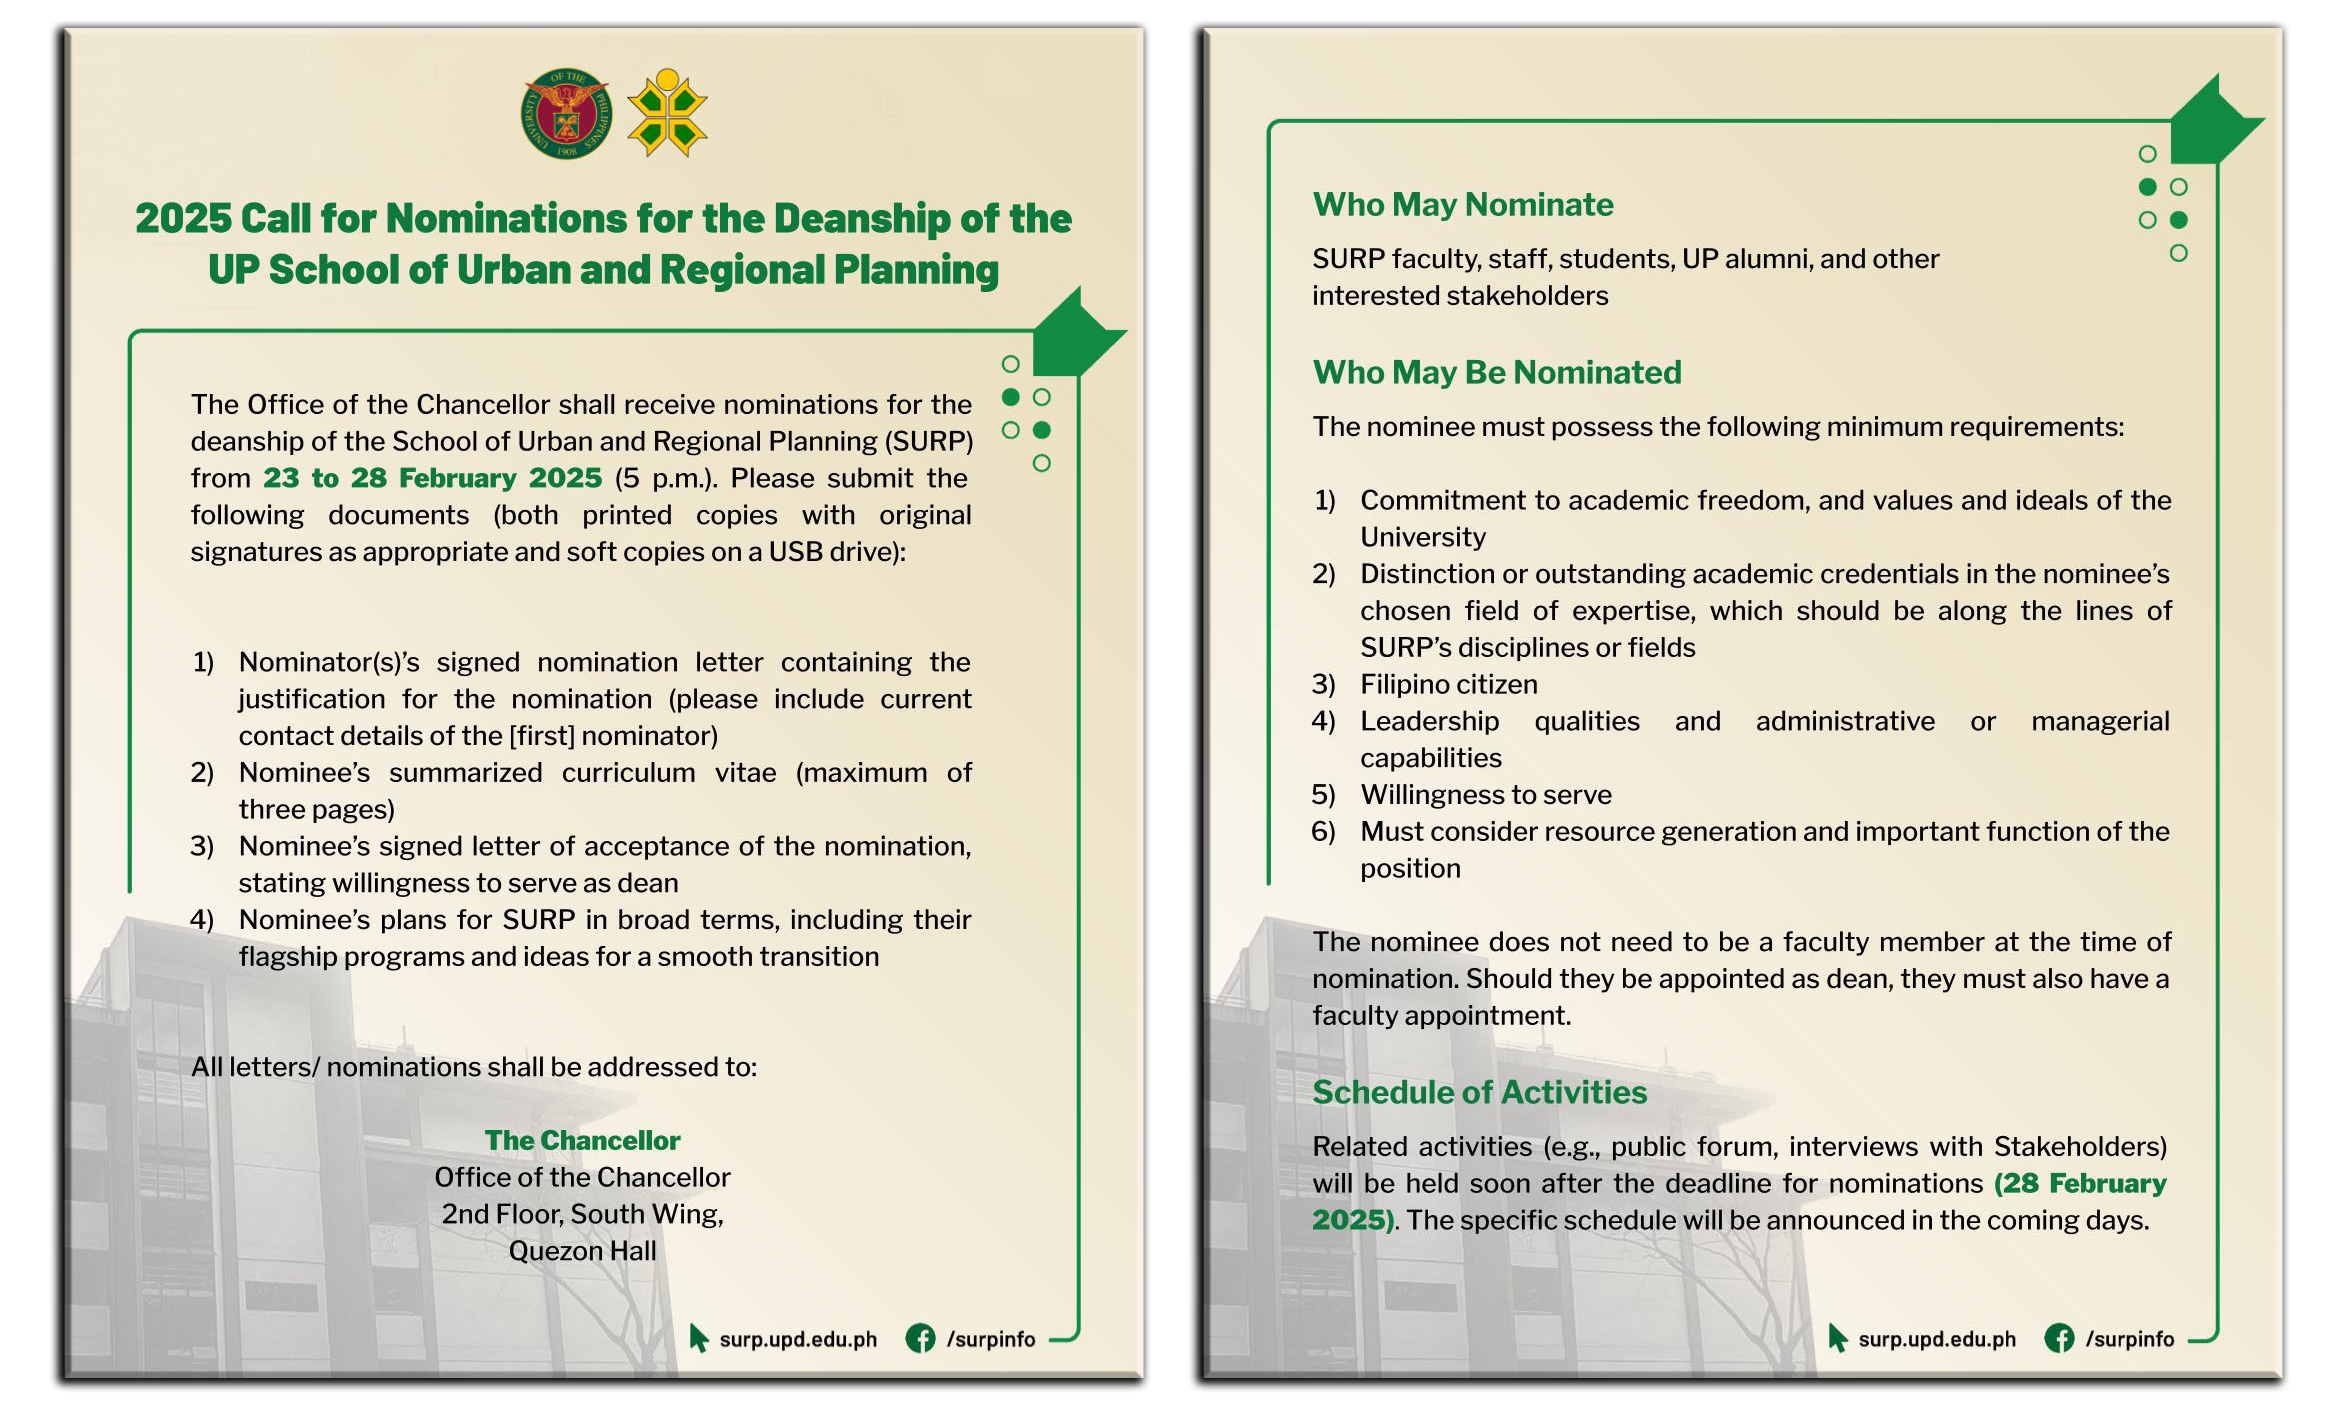 UNIVERSITY OF THE PHILIPPINES
1908
2025 Call for Nominations for the Deanship of the
UP School of Urban and Regional Planning
The Office of the Chancellor shall receive nominations for the
deanship of the School of Urban and Regional Planning (SURP)
from 23 to 28 February 2025 (5 p.m.). Please submit the
following documents (both printed copies with original
signatures as appropriate and soft copies on a USB drive):
1) Nominator(s)’s signed nomination letter containing the
justification for the nomination (please include current
contact details of the [first] nominator)
2) Nominee’s summarized curriculum vitae (maximum of
three pages)
3) Nominee’s signed letter of acceptance of the nomination,
stating willingness to serve as dean
4) Nominee’s plans for SURP in broad terms, including their
flagship programs and ideas for a smooth transition
All letters/ nominations shall be addressed to:
The Chancellor
Office of the Chancellor
2nd Floor, South Wing,
Quezon Hall
surp.upd.edu.ph /surpinfo
Who May Nominate
SURP faculty, staff, students, UP alumni, and other
interested stakeholders
Who May Be Nominated
The nominee must possess the following minimum requirements:
1) Commitment to academic freedom, and values and ideals of the
University
2) Distinction or outstanding academic credentials in the nominee’s
chosen field of expertise, which should be along the lines of
SURP’s disciplines or fields
3) Filipino citizen
4) Leadership qualities and administrative or managerial
capabilities
5) Willingness to serve
6) Must consider resource generation and important function of the
position
The nominee does not need to be a faculty member at the time of
nomination. Should they be appointed as dean, they must also have a
faculty appointment.
Schedule of Activities
Related activities (e.g., public forum, interviews with Stakeholders)
will be held soon after the deadline for nominations (28 February
2025). The specific schedule will be announced in the coming days.
surp.upd.edu.ph /surpinfo